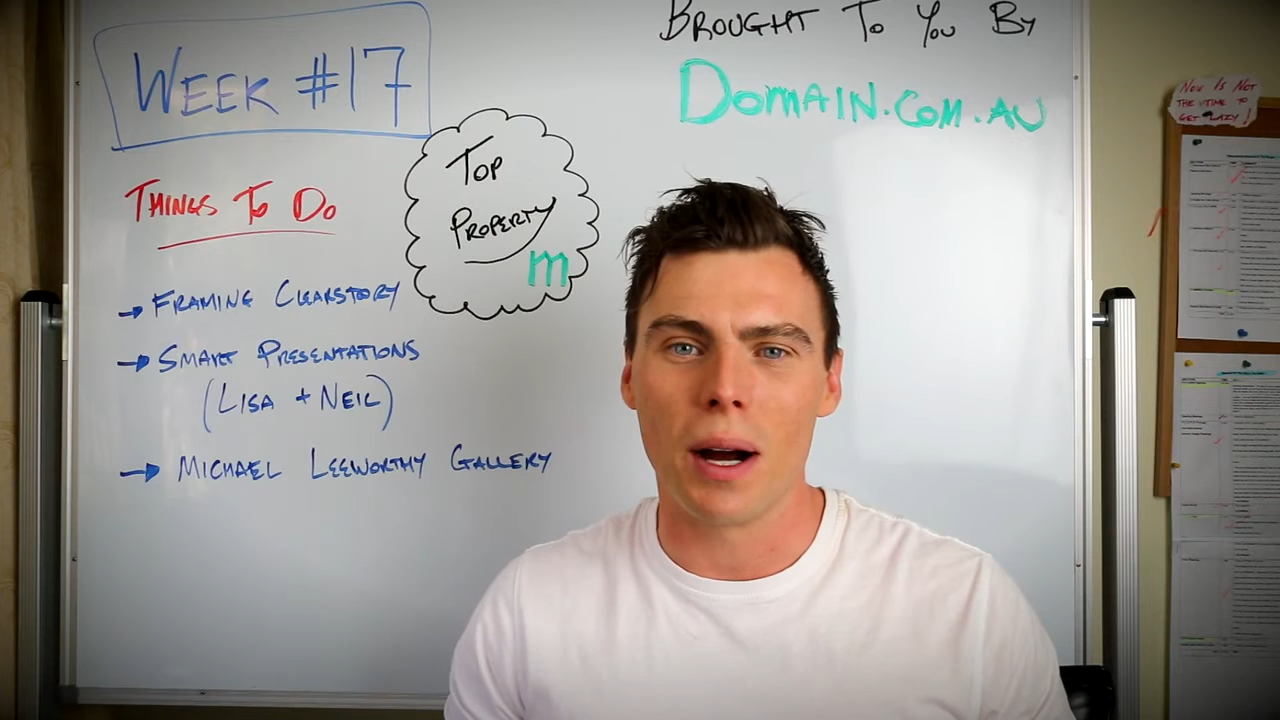 WEEK #17
BROUGHT TO YOU BY
DOMAIN.COM.AU
THINGS TO DO
TOP
PROPERTY
m
→ FRAMING CLEARSTORY
→ SMART PRESENTATIONS
(LISA + NEIL)
→ MICHAEL LEEWORTHY GALLERY
NOW IS NOT
THE TIME TO
GET LAZY!